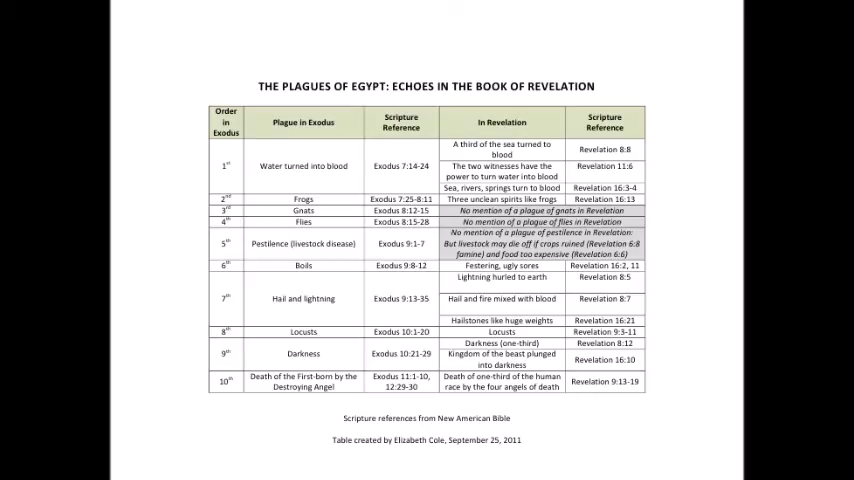 THE PLAGUES OF EGYPT: ECHOES IN THE BOOK OF REVELATION
Order in Exodus | Plague in Exodus | Scripture Reference | In Revelation | Scripture Reference
1st | Water turned into blood | Exodus 7:14-24 | A third of the sea turned to blood | Revelation 8:8
The two witnesses have the power to turn water into blood | Revelation 11:6
Sea, rivers, springs turn to blood | Revelation 16:3-4
2nd | Frogs | Exodus 7:25-8:11 | Three unclean spirits like frogs | Revelation 16:13
3rd | Gnats | Exodus 8:12-15 | No mention of a plague of gnats in Revelation
4th | Flies | Exodus 8:15-28 | No mention of a plague of flies in Revelation
5th | Pestilence (livestock disease) | Exodus 9:1-7 | No mention of a plague of pestilence in Revelation: But livestock may die off if crops ruined (Revelation 6:8 famine) and food too expensive (Revelation 6:6)
6th | Boils | Exodus 9:8-12 | Festering, ugly sores | Revelation 16:2, 11
7th | Hail and lightning | Exodus 9:13-35 | Lightning hurled to earth | Revelation 8:5
Hail and fire mixed with blood | Revelation 8:7
Hailstones like huge weights | Revelation 16:21
8th | Locusts | Exodus 10:1-20 | Locusts | Revelation 9:3-11
9th | Darkness | Exodus 10:21-29 | Darkness (one-third) | Revelation 8:12
Kingdom of the beast plunged into darkness | Revelation 16:10
10th | Death of the First-born by the Destroying Angel | Exodus 11:1-10, 12:29-30 | Death of one-third of the human race by the four angels of death | Revelation 9:13-19
Scripture references from New American Bible
Table created by Elizabeth Cole, September 25, 2011